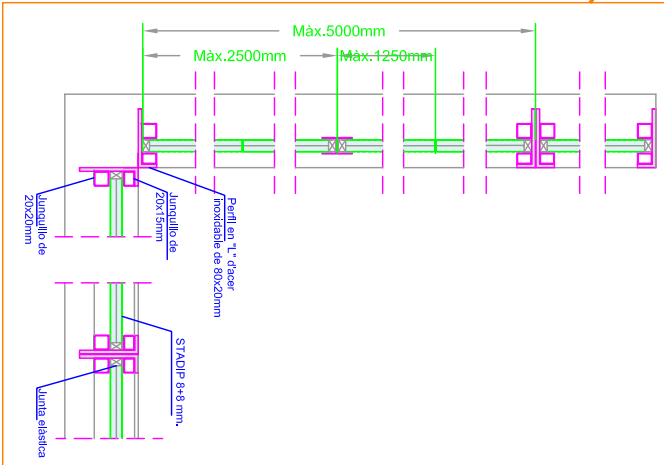 Màx.5000mm
Màx.2500mm
Màx.1250mm
Junquillo de
20x20mm
Junquillo de
20x15mm
Perfil en "L" d'acer
inoxidable de 80x20mm
STADIP 8+8 mm.
Junta elàstica